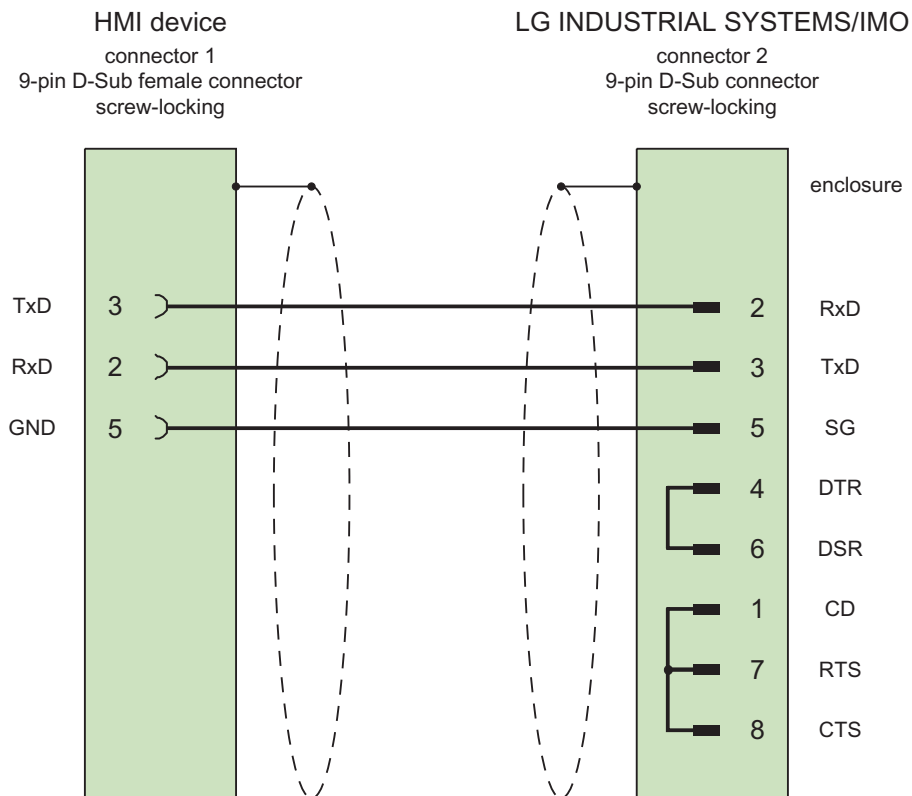 HMI device
connector 1
9-pin D-Sub female connector
screw-locking
LG INDUSTRIAL SYSTEMS/IMO
connector 2
9-pin D-Sub connector
screw-locking
enclosure
TxD 3 2 RxD
RxD 2 3 TxD
GND 5 5 SG
4 DTR
6 DSR
1 CD
7 RTS
8 CTS